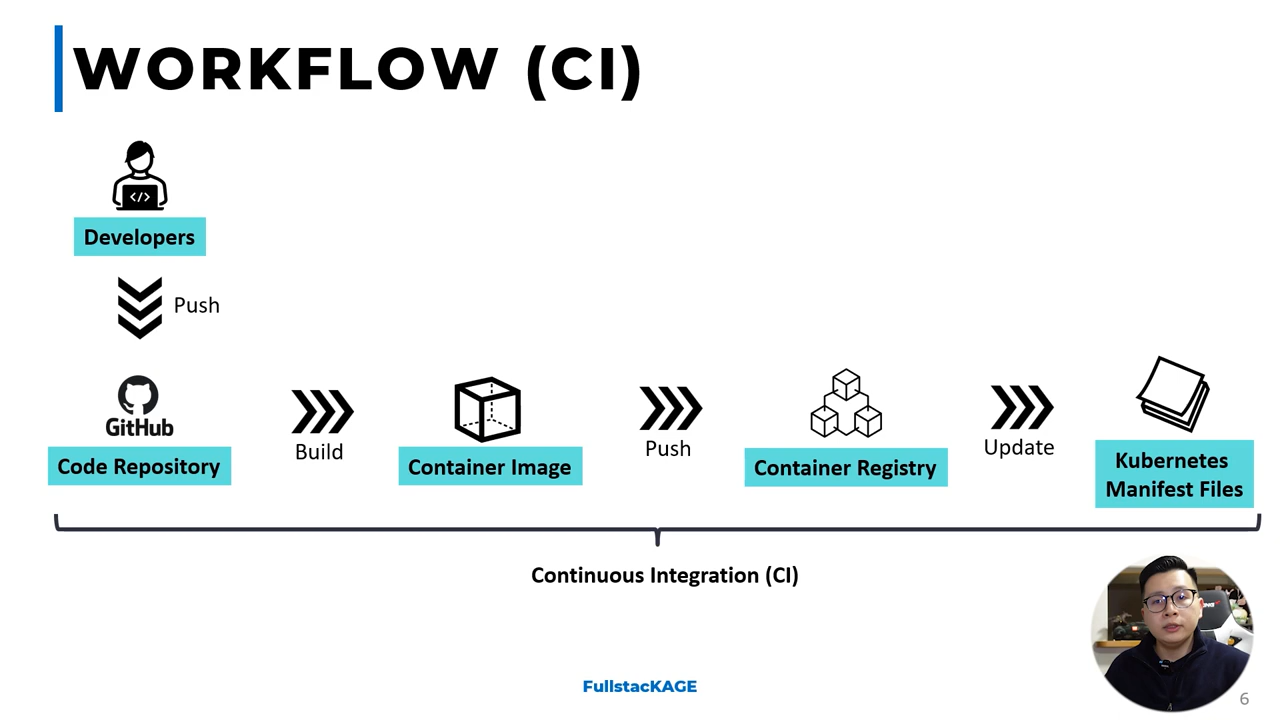 WORKFLOW (CI)
</>
Developers
Push
GitHub
Code Repository
Build
Container Image
Push
Container Registry
Update
Kubernetes
Manifest Files
Continuous Integration (CI)
FullstacKAGE
6